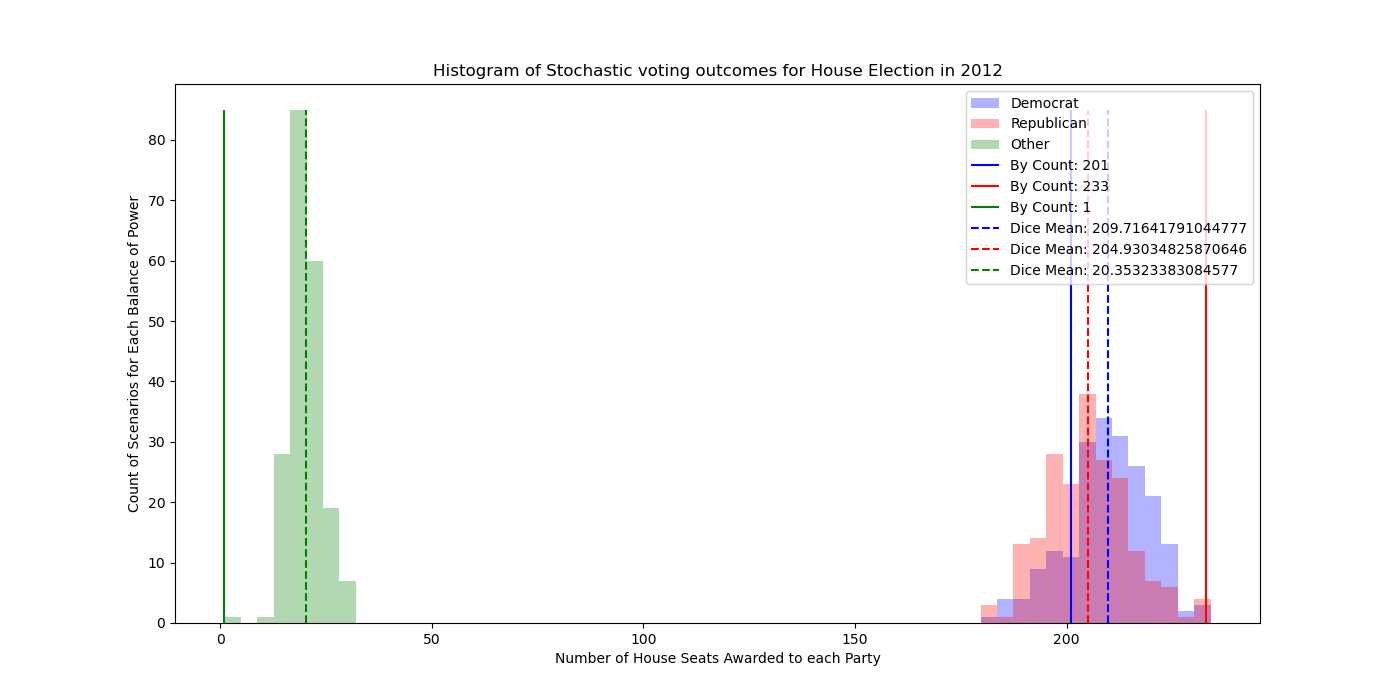 Histogram of Stochastic voting outcomes for House Election in 2012
Count of Scenarios for Each Balance of Power
80
70
60
50
40
30
20
10
0
Democrat
Republican
Other
By Count: 201
By Count: 233
By Count: 1
Dice Mean: 209.71641791044777
Dice Mean: 204.93034825870646
Dice Mean: 20.35323383084577
0 50 100 150 200
Number of House Seats Awarded to each Party